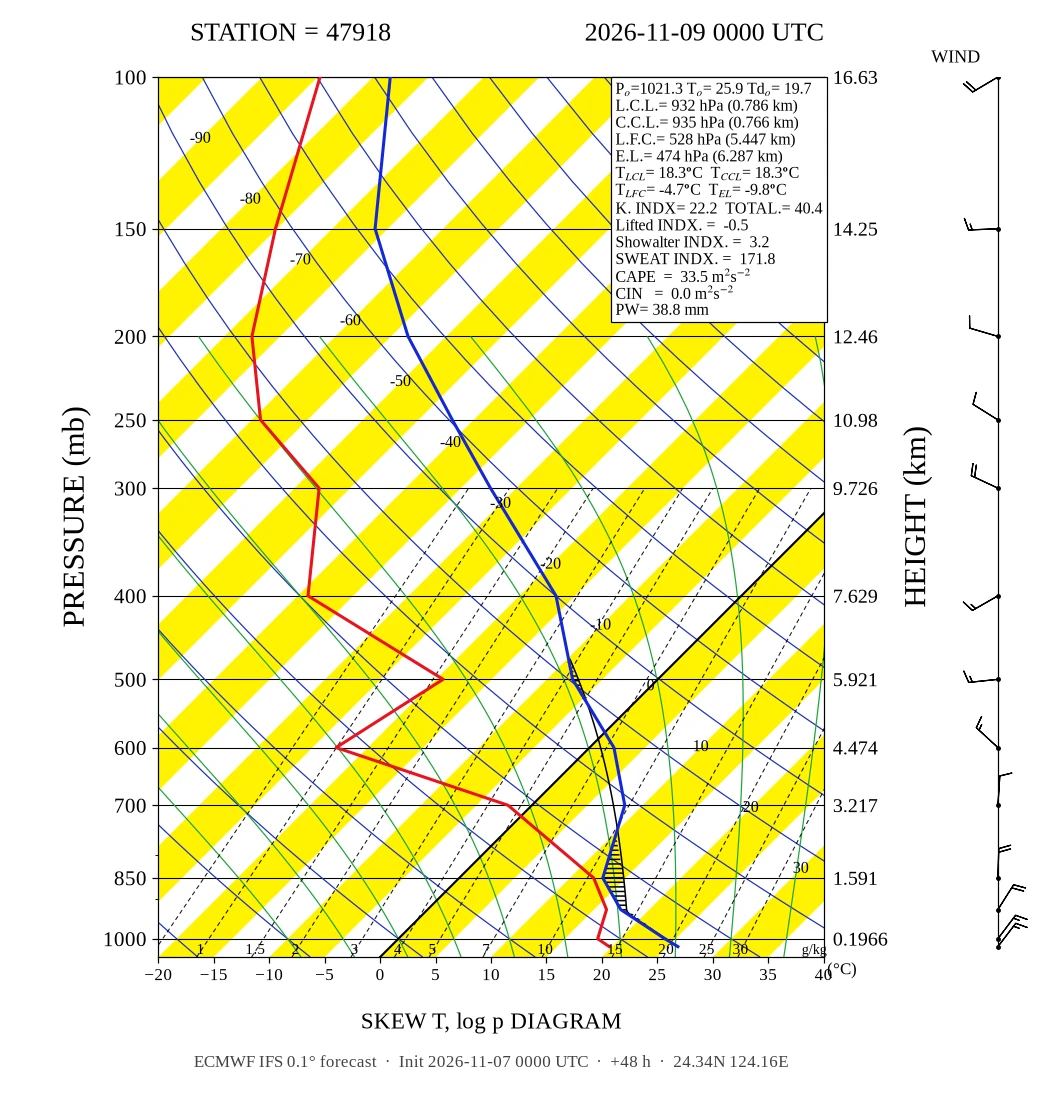 STATION = 47918 2026-11-09 0000 UTC
WIND
100 16.63
Pₒ=1021.3 Tₒ= 25.9 Tdₒ= 19.7
L.C.L.= 932 hPa (0.786 km)
C.C.L.= 935 hPa (0.766 km)
L.F.C.= 528 hPa (5.447 km)
E.L.= 474 hPa (6.287 km)
T_LCL= 18.3°C T_CCL= 18.3°C
T_LFC= -4.7°C T_EL= -9.8°C
K. INDX= 22.2 TOTAL.= 40.4
Lifted INDX. = -0.5
Showalter INDX. = 3.2
SWEAT INDX. = 171.8
CAPE = 33.5 m²s⁻²
CIN = 0.0 m²s⁻²
PW= 38.8 mm
-90
-80
150 14.25
-70
-60
200 12.46
-50
250 10.98
-40
300 9.726
-30
PRESSURE (mb)
HEIGHT (km)
-20
400 7.629
-10
500 5.921
0
10
600 4.474
20
700 3.217
30
850 1.591
1000 0.1966
1 1.5 2 3 4 5 7 10 15 20 25 30 g/kg
−20 −15 −10 −5 0 5 10 15 20 25 30 35 40 (°C)
SKEW T, log p DIAGRAM
ECMWF IFS 0.1° forecast · Init 2026-11-07 0000 UTC · +48 h · 24.34N 124.16E